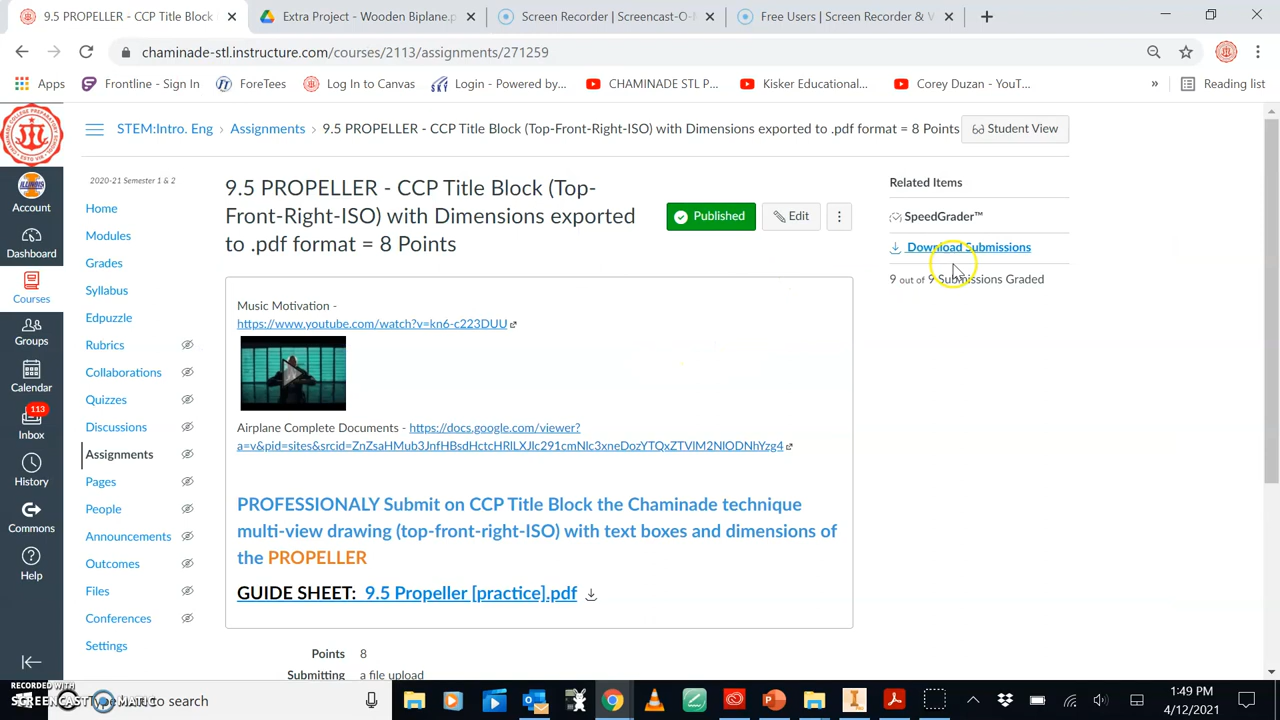 9.5 PROPELLER - CCP Title Block
Extra PROJECT - Wooden Biplane.p
Screen Recorder | Screencast-O-M
Free Users | Screen Recorder & V
chaminade-stl.instructure.com/courses/2113/assignments/271259
Apps
Frontline - Sign In
ForeTees
Log In to Canvas
Login - Powered by...
CHAMINADE STL P...
Kisker Educational...
Corey Duzan - YouT...
»
Reading list
STEM:Intro. Eng › Assignments › 9.5 PROPELLER - CCP Title Block (Top-Front-Right-ISO) with Dimensions exported to .pdf format = 8 Points
Student View
Account
Dashboard
Courses
Groups
Calendar
113
Inbox
History
Commons
Help
2020-21 Semester 1 & 2
Home
Modules
Grades
Syllabus
Edpuzzle
Rubrics
Collaborations
Quizzes
Discussions
Assignments
Pages
People
Announcements
Outcomes
Files
Conferences
Settings
9.5 PROPELLER - CCP Title Block (Top-
Front-Right-ISO) with Dimensions exported
to .pdf format = 8 Points
Published
Edit
Related Items
SpeedGrader™
Download Submissions
9 out of 9 Submissions Graded
Music Motivation -
https://www.youtube.com/watch?v=kn6-c223DUU
Airplane Complete Documents - https://docs.google.com/viewer?
a=v&pid=sites&srcid=ZnZsaHMub3JnfHBsdHctcHRlLXJlc291cmNlc3xneDozYTQxZTVlM2NlODNhYzg4
PROFESSIONALY Submit on CCP Title Block the Chaminade technique
multi-view drawing (top-front-right-ISO) with text boxes and dimensions of
the PROPELLER
GUIDE SHEET: 9.5 Propeller [practice].pdf
Points 8
Submitting a file upload
RECORDED WITH
SCREENCAST MATIC
Type here to search
1:49 PM
4/12/2021